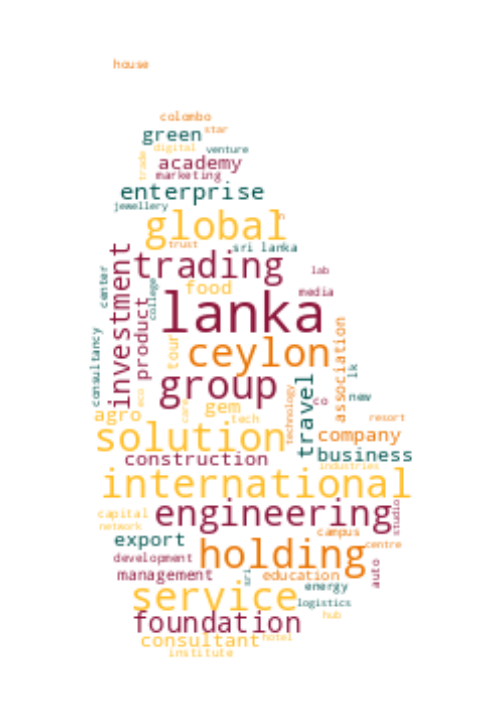 house
colombo
green star
digital venture
trade
academy
marketing
enterprise
jewellery
global
trust sri lanka
investment
trading
center
college
lab
food media
product
lanka
consultancy
tour
ceylon
association
lk
group
travel
eco
care
gem
technology
co
new
agro
tech
resort
solution
company
construction
business
industries
international
capital
engineering
studio
network
campus
export
holding
centre
development
management
sri
education
auto
energy
service
logistics
foundation
hub
consultant
hotel
institute